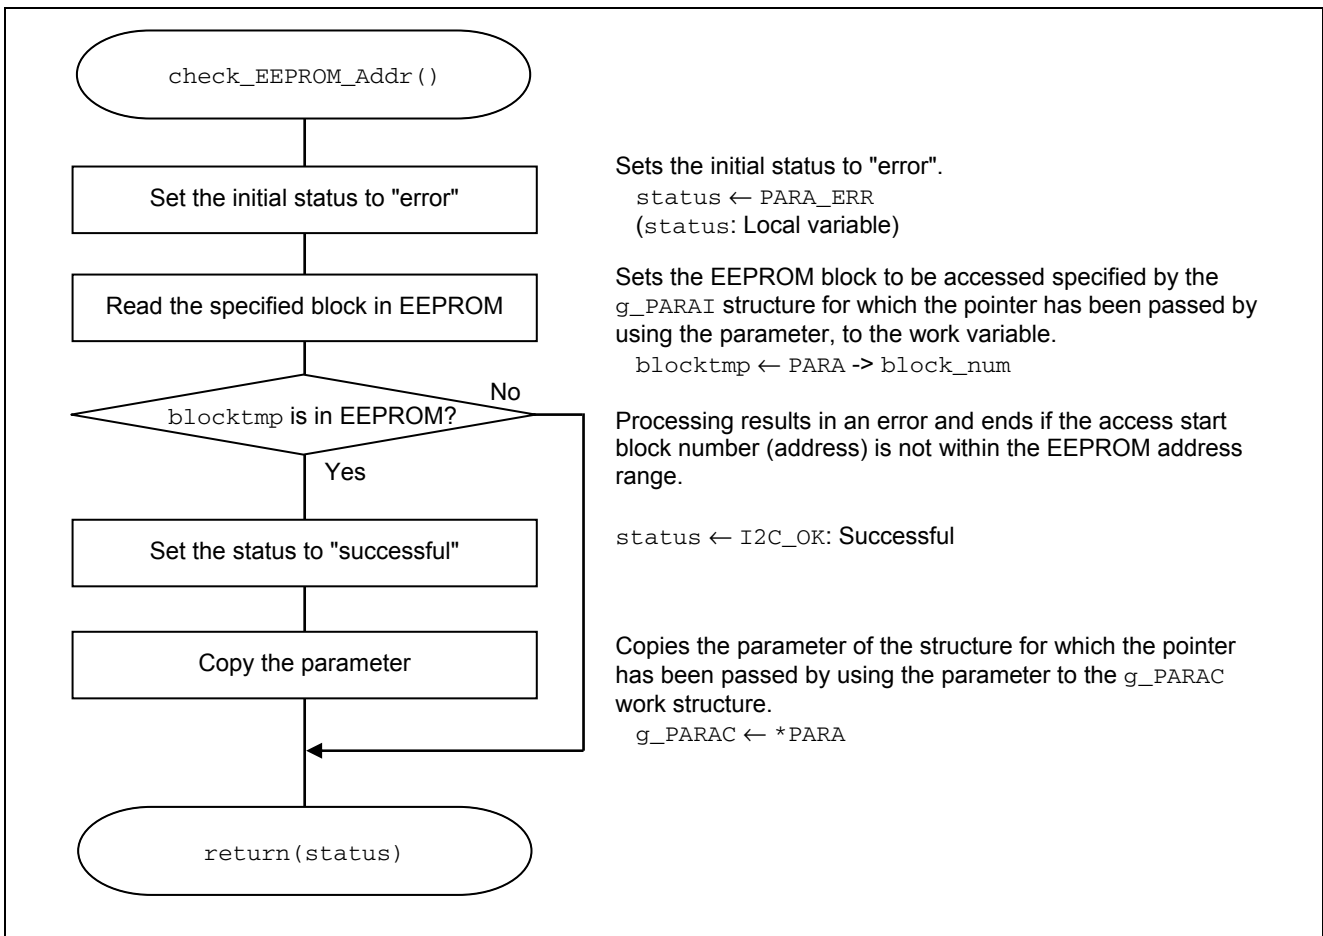 check_EEPROM_Addr()
Set the initial status to "error"
Sets the initial status to "error".
status ← PARA_ERR
(status: Local variable)
Read the specified block in EEPROM
Sets the EEPROM block to be accessed specified by the
g_PARAI structure for which the pointer has been passed by
using the parameter, to the work variable.
blocktmp ← PARA -> block_num
blocktmp is in EEPROM?
No
Yes
Processing results in an error and ends if the access start
block number (address) is not within the EEPROM address
range.
Set the status to "successful"
status ← I2C_OK: Successful
Copy the parameter
Copies the parameter of the structure for which the pointer
has been passed by using the parameter to the g_PARAC
work structure.
g_PARAC ← *PARA
return(status)